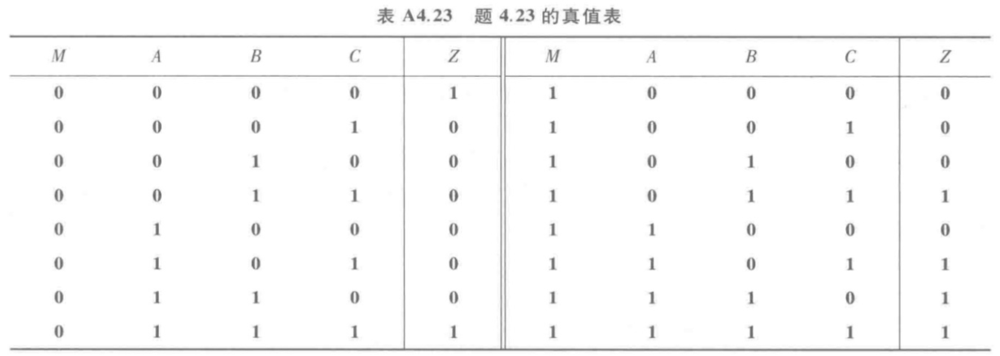 表 A4.23 题 4.23 的真值表
M A B C Z M A B C Z
0 0 0 0 1 1 0 0 0 0
0 0 0 1 0 1 0 0 1 0
0 0 1 0 0 1 0 1 0 0
0 0 1 1 0 1 0 1 1 1
0 1 0 0 0 1 1 0 0 0
0 1 0 1 0 1 1 0 1 1
0 1 1 0 0 1 1 1 0 1
0 1 1 1 1 1 1 1 1 1